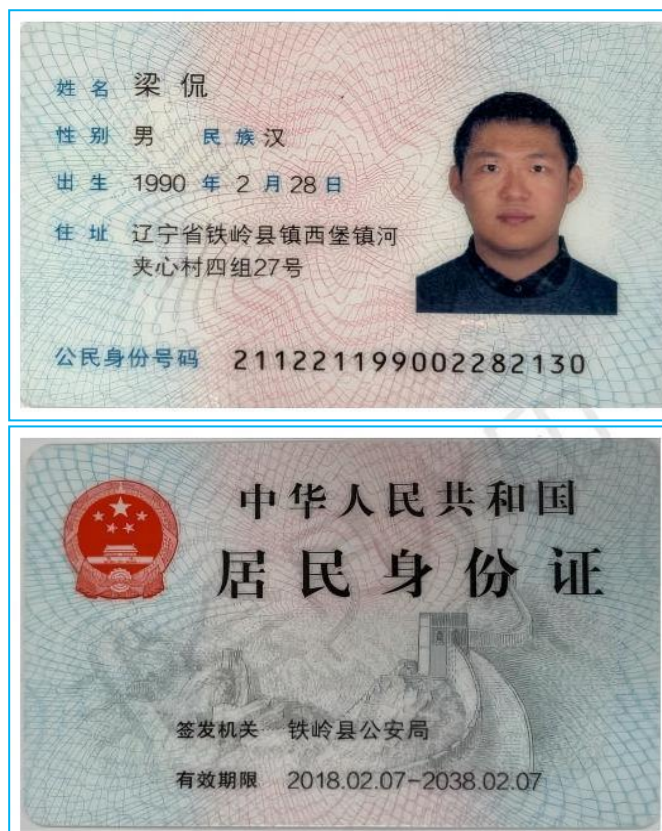 姓名 梁侃
性别 男 民族 汉
出生 1990 年 2 月 28 日
住址 辽宁省铁岭县镇西堡镇河
夹心村四组27号
公民身份号码 211221199002282130
中华人民共和国
居民身份证
签发机关 铁岭县公安局
有效期限 2018.02.07-2038.02.07